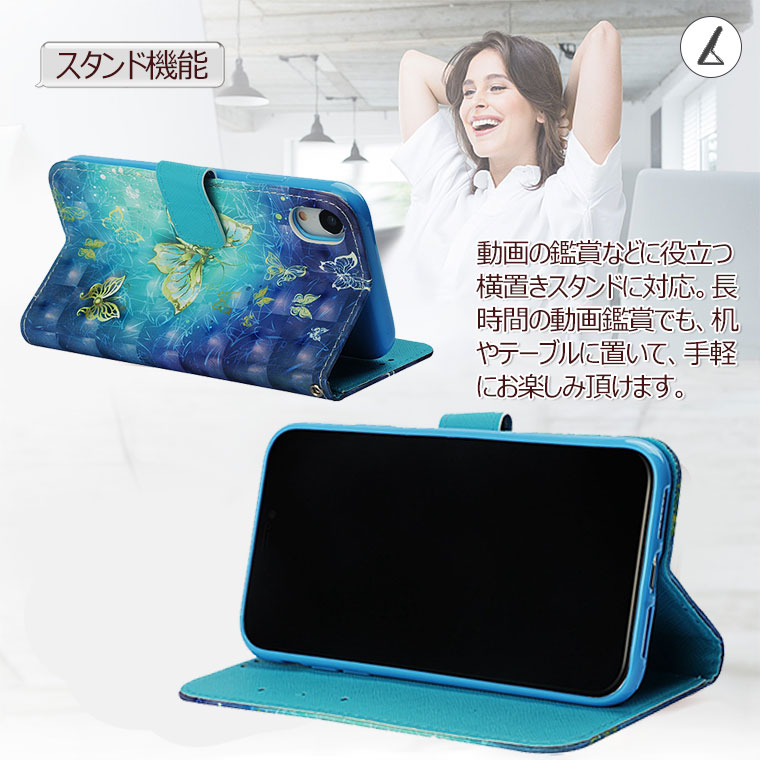 スタンド機能
動画の鑑賞などに役立つ
横置きスタンドに対応。長
時間の動画鑑賞でも、机
やテーブルに置いて、手軽
にお楽しみ頂けます。